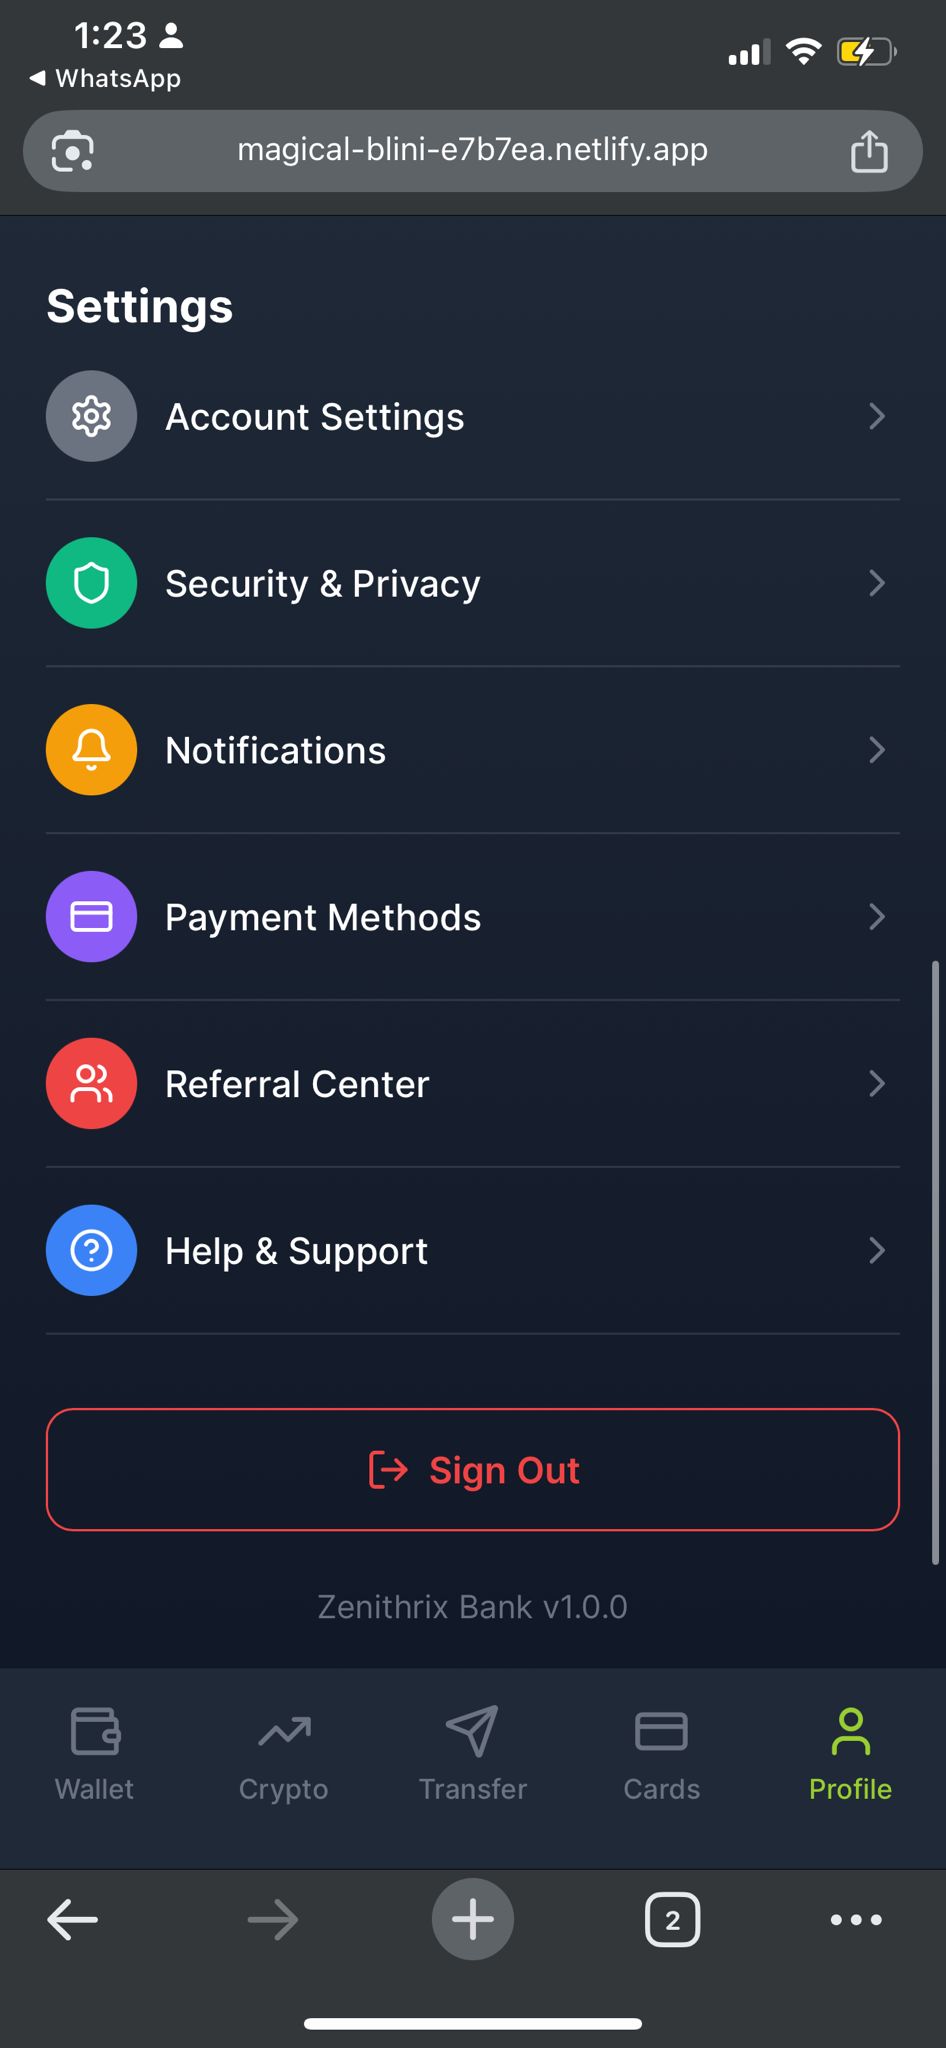 1:23
WhatsApp
magical-blini-e7b7ea.netlify.app
Settings
Account Settings
Security & Privacy
Notifications
Payment Methods
Referral Center
Help & Support
Sign Out
Zenithrix Bank v1.0.0
Wallet
Crypto
Transfer
Cards
Profile
2